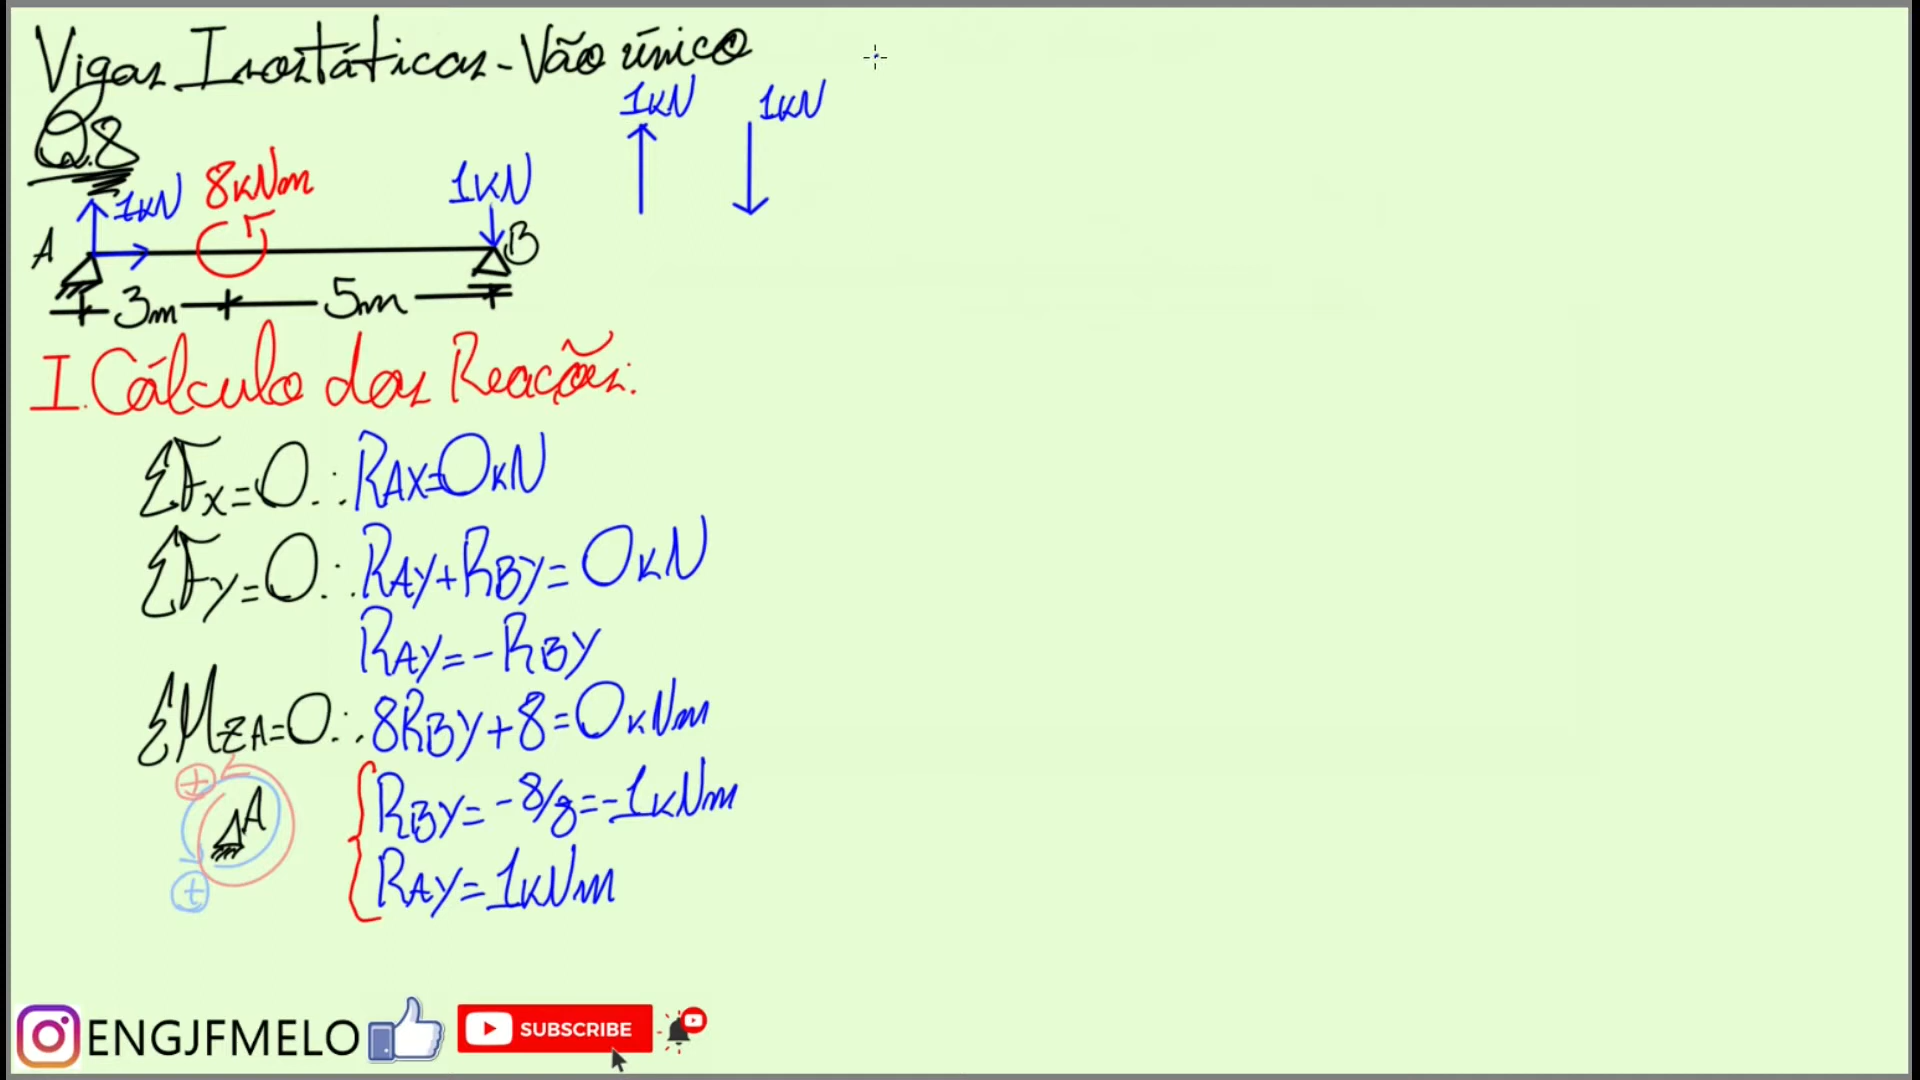 Vigas Isostáticas - Vão único
Q.8
1kN 8kNm 1kN 1kN 1kN
A B
3m 5m
I. Cálculo das Reacões:
ΣFx=0 ∴ RAx=0kN
ΣFy=0 ∴ RAy+RBy=0kN
RAy=-RBy
ΣMZA=0 ∴ 8RBy+8=0kNm
RBy=-8/8=-1kNm
+ A
RAy=1kNm
+
ENGJFMELO SUBSCRIBE